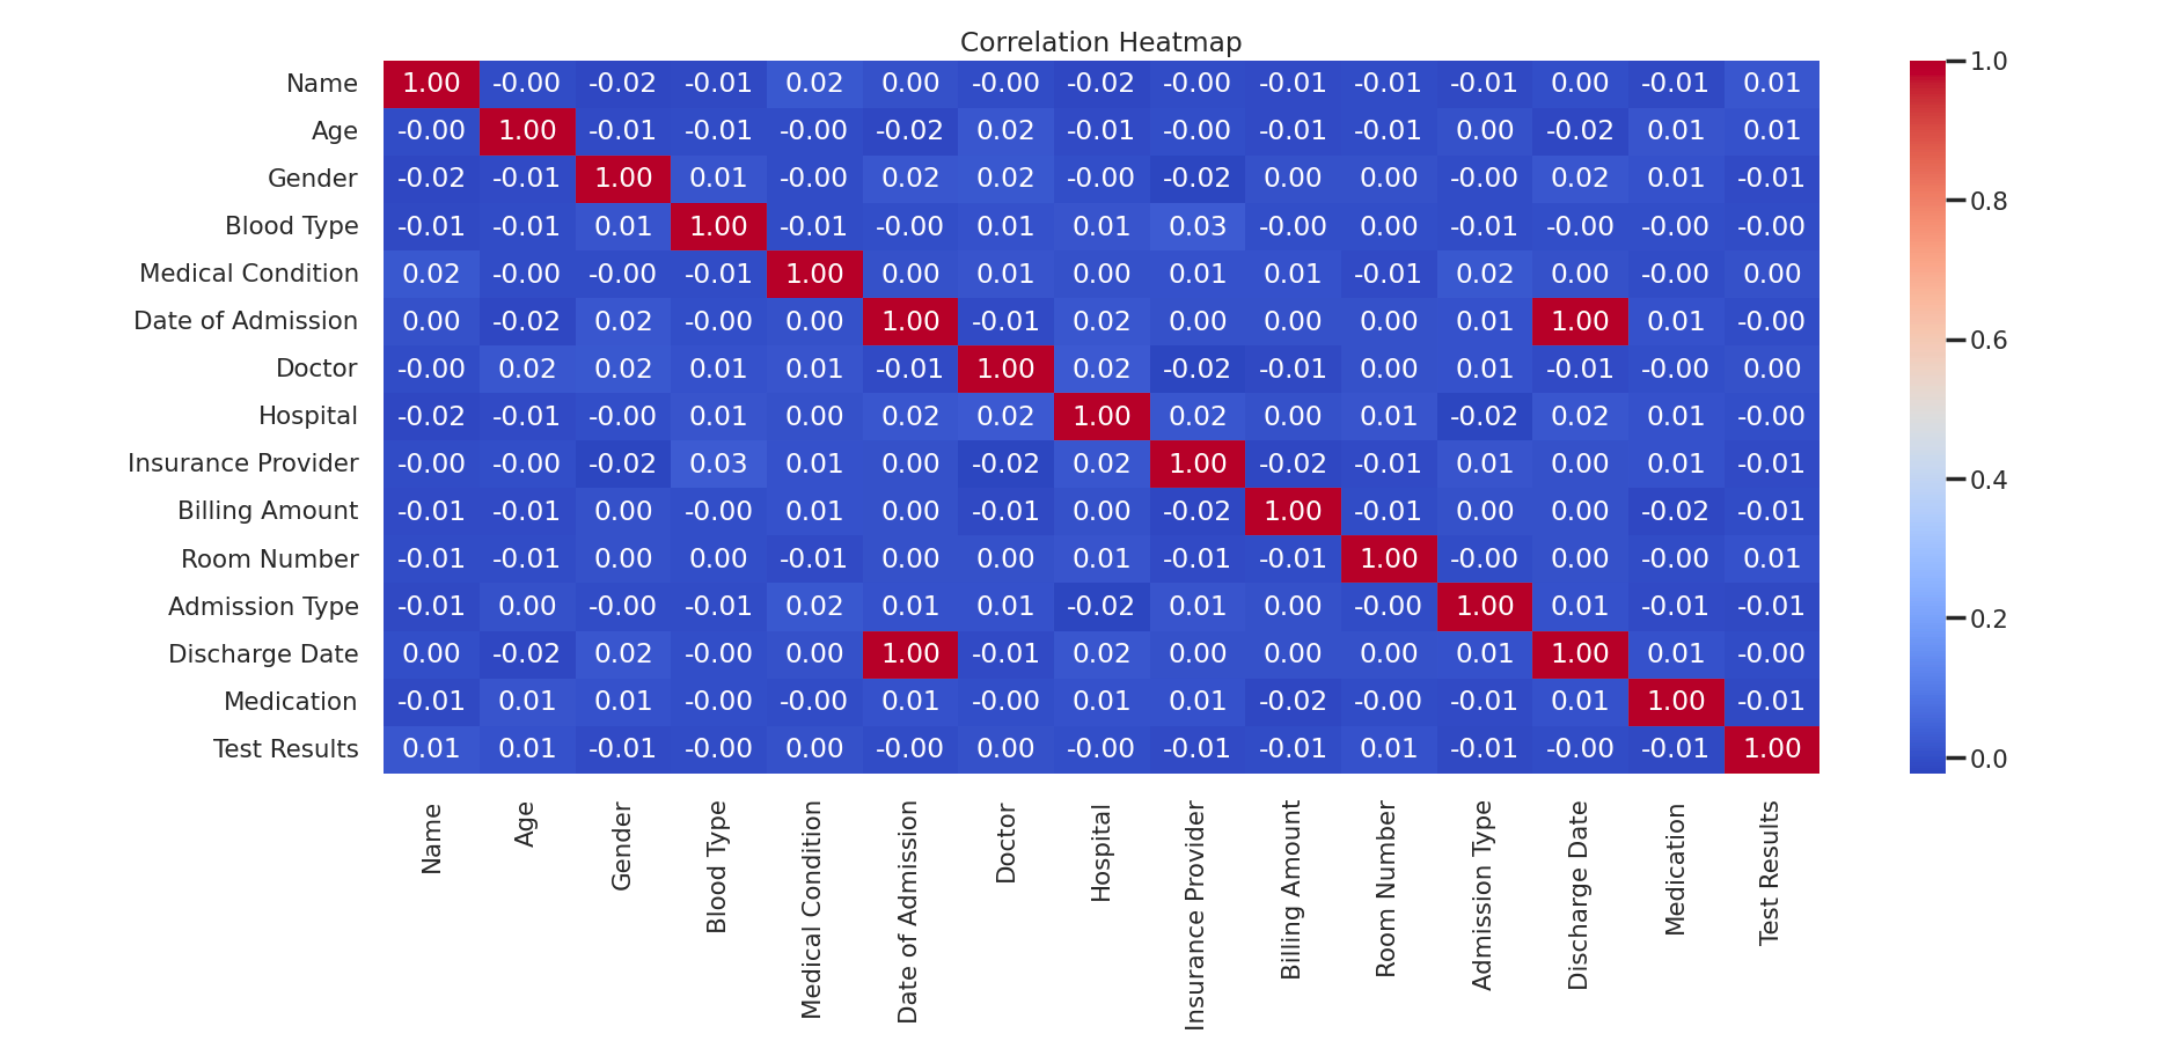 Correlation Heatmap
Name 1.00 -0.00 -0.02 -0.01 0.02 0.00 -0.00 -0.02 -0.00 -0.01 -0.01 -0.01 0.00 -0.01 0.01
Age -0.00 1.00 -0.01 -0.01 -0.00 -0.02 0.02 -0.01 -0.00 -0.01 -0.01 0.00 -0.02 0.01 0.01
Gender -0.02 -0.01 1.00 0.01 -0.00 0.02 0.02 -0.00 -0.02 0.00 0.00 -0.00 0.02 0.01 -0.01
Blood Type -0.01 -0.01 0.01 1.00 -0.01 -0.00 0.01 0.01 0.03 -0.00 0.00 -0.01 -0.00 -0.00 -0.00
Medical Condition 0.02 -0.00 -0.00 -0.01 1.00 0.00 0.01 0.00 0.01 0.01 -0.01 0.02 0.00 -0.00 0.00
Date of Admission 0.00 -0.02 0.02 -0.00 0.00 1.00 -0.01 0.02 0.00 0.00 0.00 0.01 1.00 0.01 -0.00
Doctor -0.00 0.02 0.02 0.01 0.01 -0.01 1.00 0.02 -0.02 -0.01 0.00 0.01 -0.01 -0.00 0.00
Hospital -0.02 -0.01 -0.00 0.01 0.00 0.02 0.02 1.00 0.02 0.00 0.01 -0.02 0.02 0.01 -0.00
Insurance Provider -0.00 -0.00 -0.02 0.03 0.01 0.00 -0.02 0.02 1.00 -0.02 -0.01 0.01 0.00 0.01 -0.01
Billing Amount -0.01 -0.01 0.00 -0.00 0.01 0.00 -0.01 0.00 -0.02 1.00 -0.01 0.00 0.00 -0.02 -0.01
Room Number -0.01 -0.01 0.00 0.00 -0.01 0.00 0.00 0.01 -0.01 -0.01 1.00 -0.00 0.00 -0.00 0.01
Admission Type -0.01 0.00 -0.00 -0.01 0.02 0.01 0.01 -0.02 0.01 0.00 -0.00 1.00 0.01 -0.01 -0.01
Discharge Date 0.00 -0.02 0.02 -0.00 0.00 1.00 -0.01 0.02 0.00 0.00 0.00 0.01 1.00 0.01 -0.00
Medication -0.01 0.01 0.01 -0.00 -0.00 0.01 -0.00 0.01 0.01 -0.02 -0.00 -0.01 0.01 1.00 -0.01
Test Results 0.01 0.01 -0.01 -0.00 0.00 -0.00 0.00 -0.00 -0.01 -0.01 0.01 -0.01 -0.00 -0.01 1.00
Name
Age
Gender
Blood Type
Medical Condition
Date of Admission
Doctor
Hospital
Insurance Provider
Billing Amount
Room Number
Admission Type
Discharge Date
Medication
Test Results
1.0
0.8
0.6
0.4
0.2
0.0